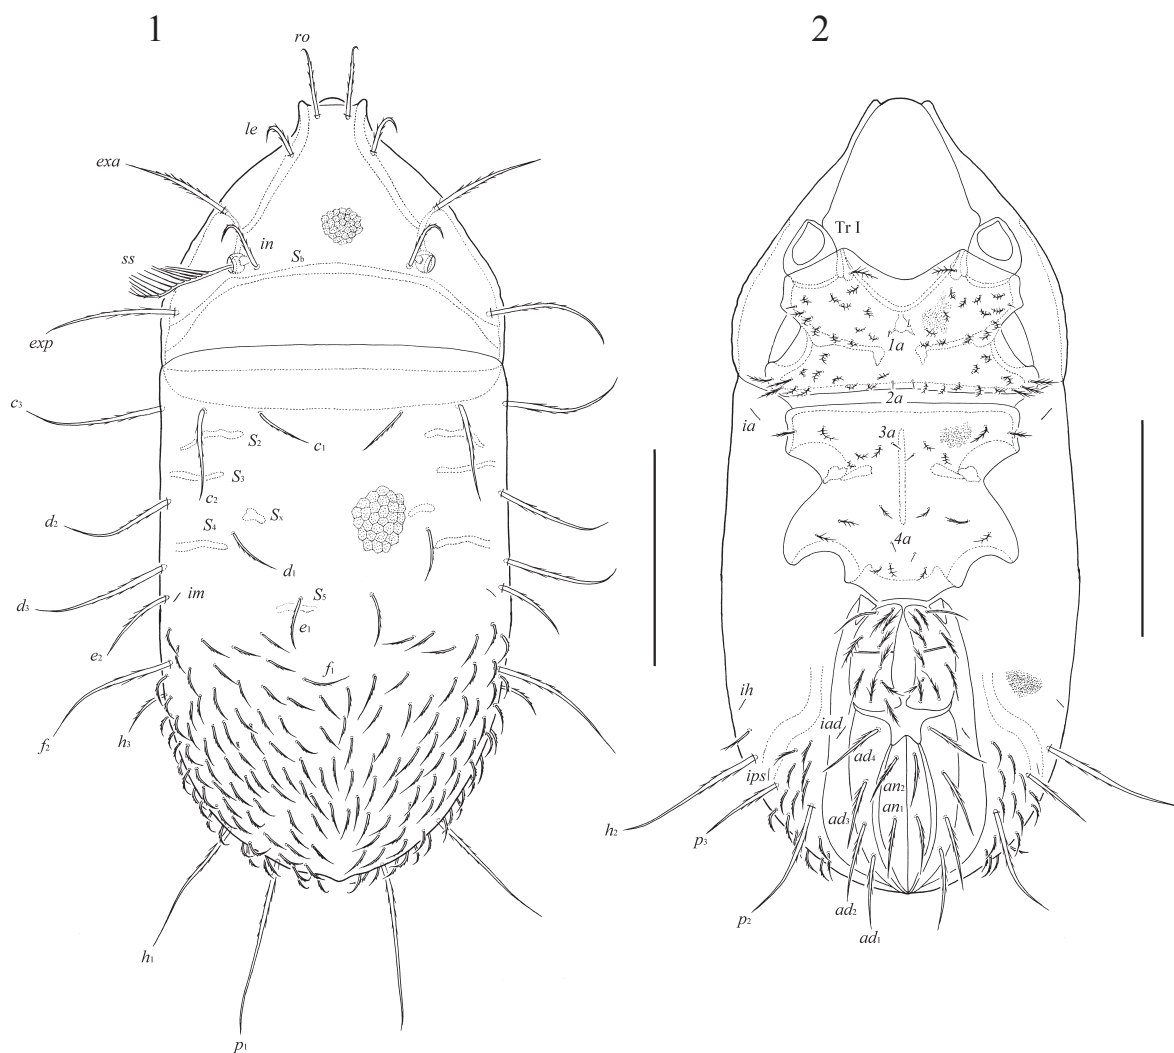 1
ro
le
exa
in
Sb
ss
exp
c3
c1
S2
S3
c2
d2
Sx
S4
d1
d3
im
S5
e1
e2
f1
f2
h3
h1
p1
2
Tr I
1a
2a
ia
3a
4a
ih
iad
ad4
ips
an2
an1
h2
ad3
p3
p2
ad2
ad1